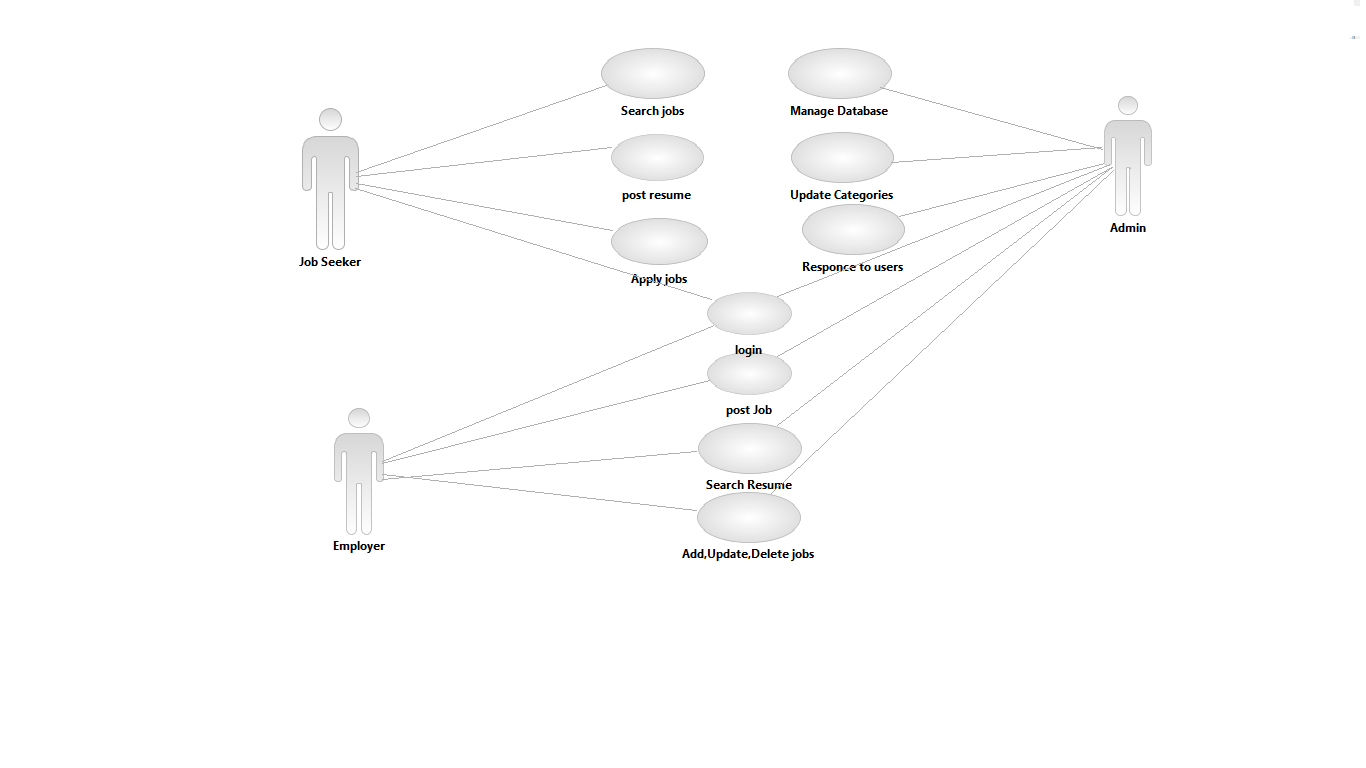 Search jobs
Manage Database
post resume
Update Categories
Admin
Job Seeker
Responce to users
Apply jobs
login
post Job
Search Resume
Employer
Add,Update,Delete jobs